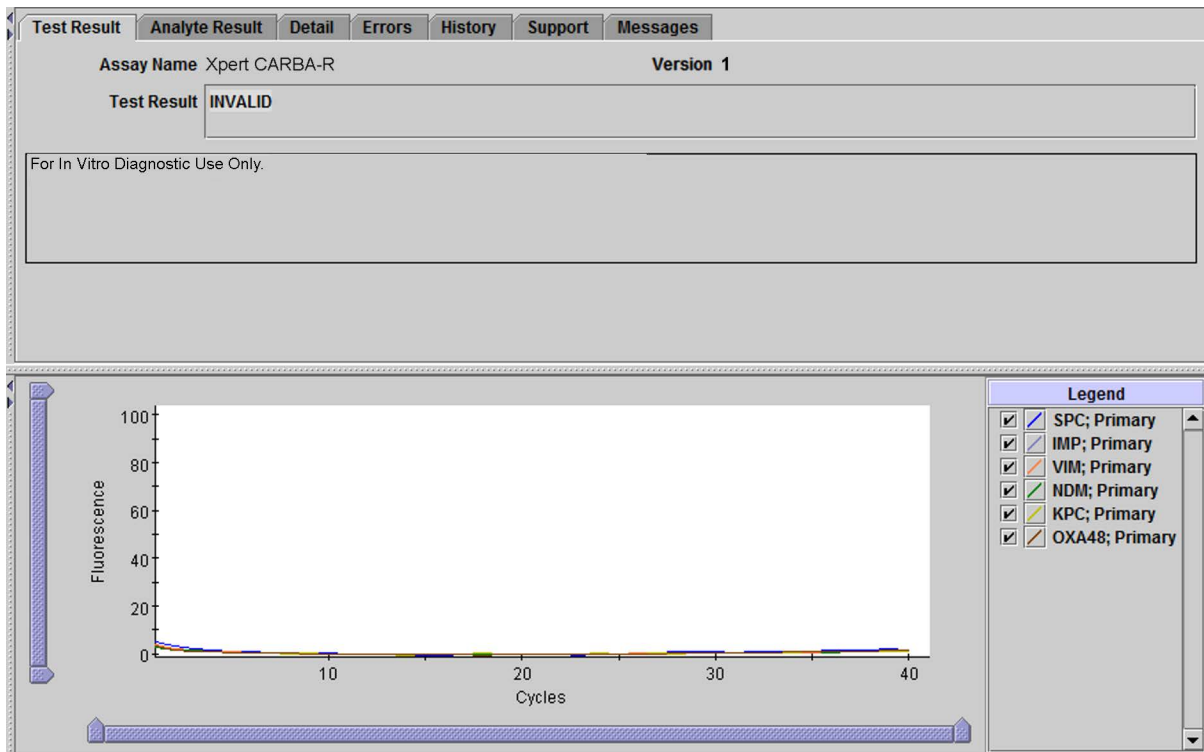 Test Result Analyte Result Detail Errors History Support Messages
Assay Name Xpert CARBA-R Version 1
Test Result INVALID
For In Vitro Diagnostic Use Only.
Legend
SPC; Primary
IMP; Primary
VIM; Primary
NDM; Primary
KPC; Primary
OXA48; Primary
100
80
60
40
20
0
Fluorescence
10 20 30 40
Cycles